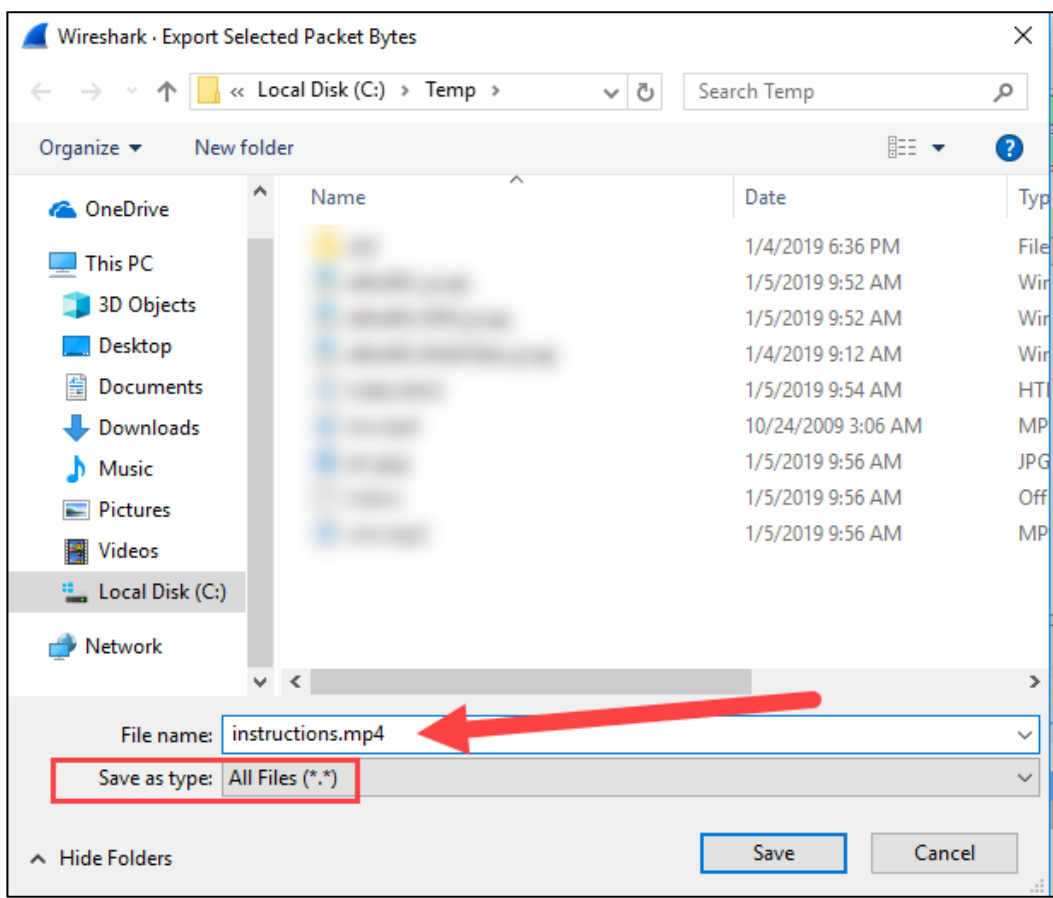 Wireshark · Export Selected Packet Bytes
« Local Disk (C:) › Temp ›
Search Temp
Organize
New folder
?
OneDrive
This PC
3D Objects
Desktop
Documents
Downloads
Music
Pictures
Videos
Local Disk (C:)
Network
Name Date Typ
1/4/2019 6:36 PM File
1/5/2019 9:52 AM Wir
1/5/2019 9:52 AM Wir
1/4/2019 9:12 AM Wir
1/5/2019 9:54 AM HTI
10/24/2009 3:06 AM MP
1/5/2019 9:56 AM JPG
1/5/2019 9:56 AM Off
1/5/2019 9:56 AM MP
File name: instructions.mp4
Save as type: All Files (*.*)
Hide Folders
Save
Cancel